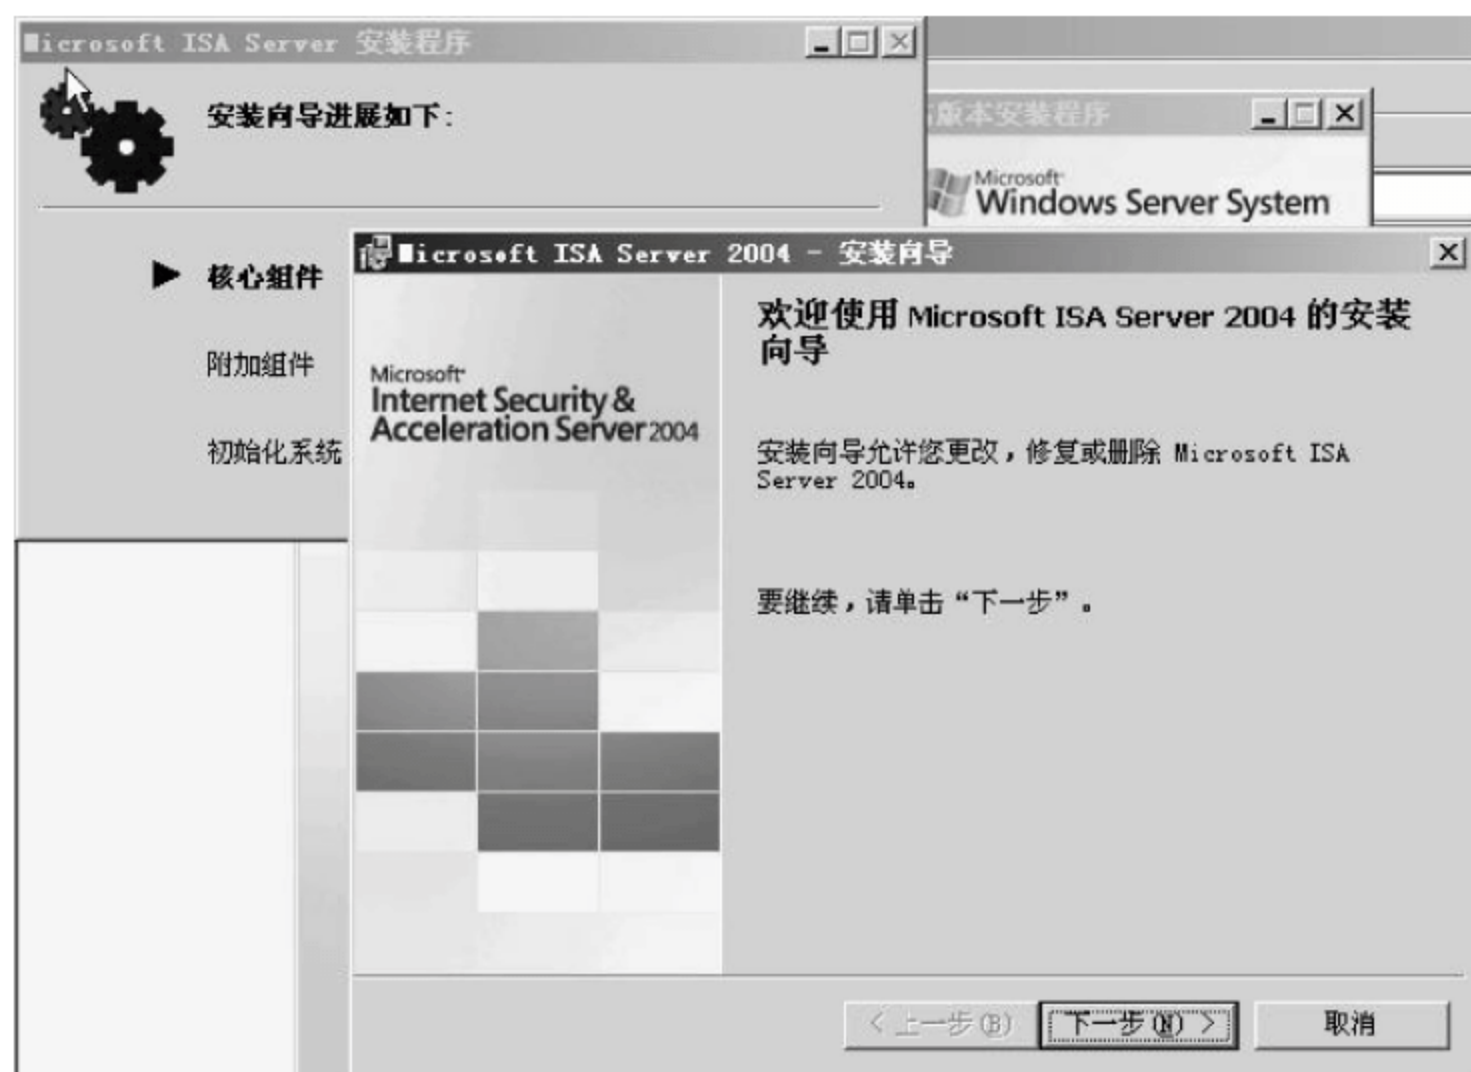 Microsoft ISA Server 安装程序
安装向导进展如下:
核心组件
附加组件
初始化系统
版本安装程序
Microsoft
Windows Server System
Microsoft ISA Server 2004 - 安装向导
Microsoft
Internet Security &
Acceleration Server 2004
欢迎使用 Microsoft ISA Server 2004 的安装
向导
安装向导允许您更改，修复或删除 Microsoft ISA
Server 2004。
要继续，请单击“下一步”。
< 上一步(B)
下一步(N) >
取消